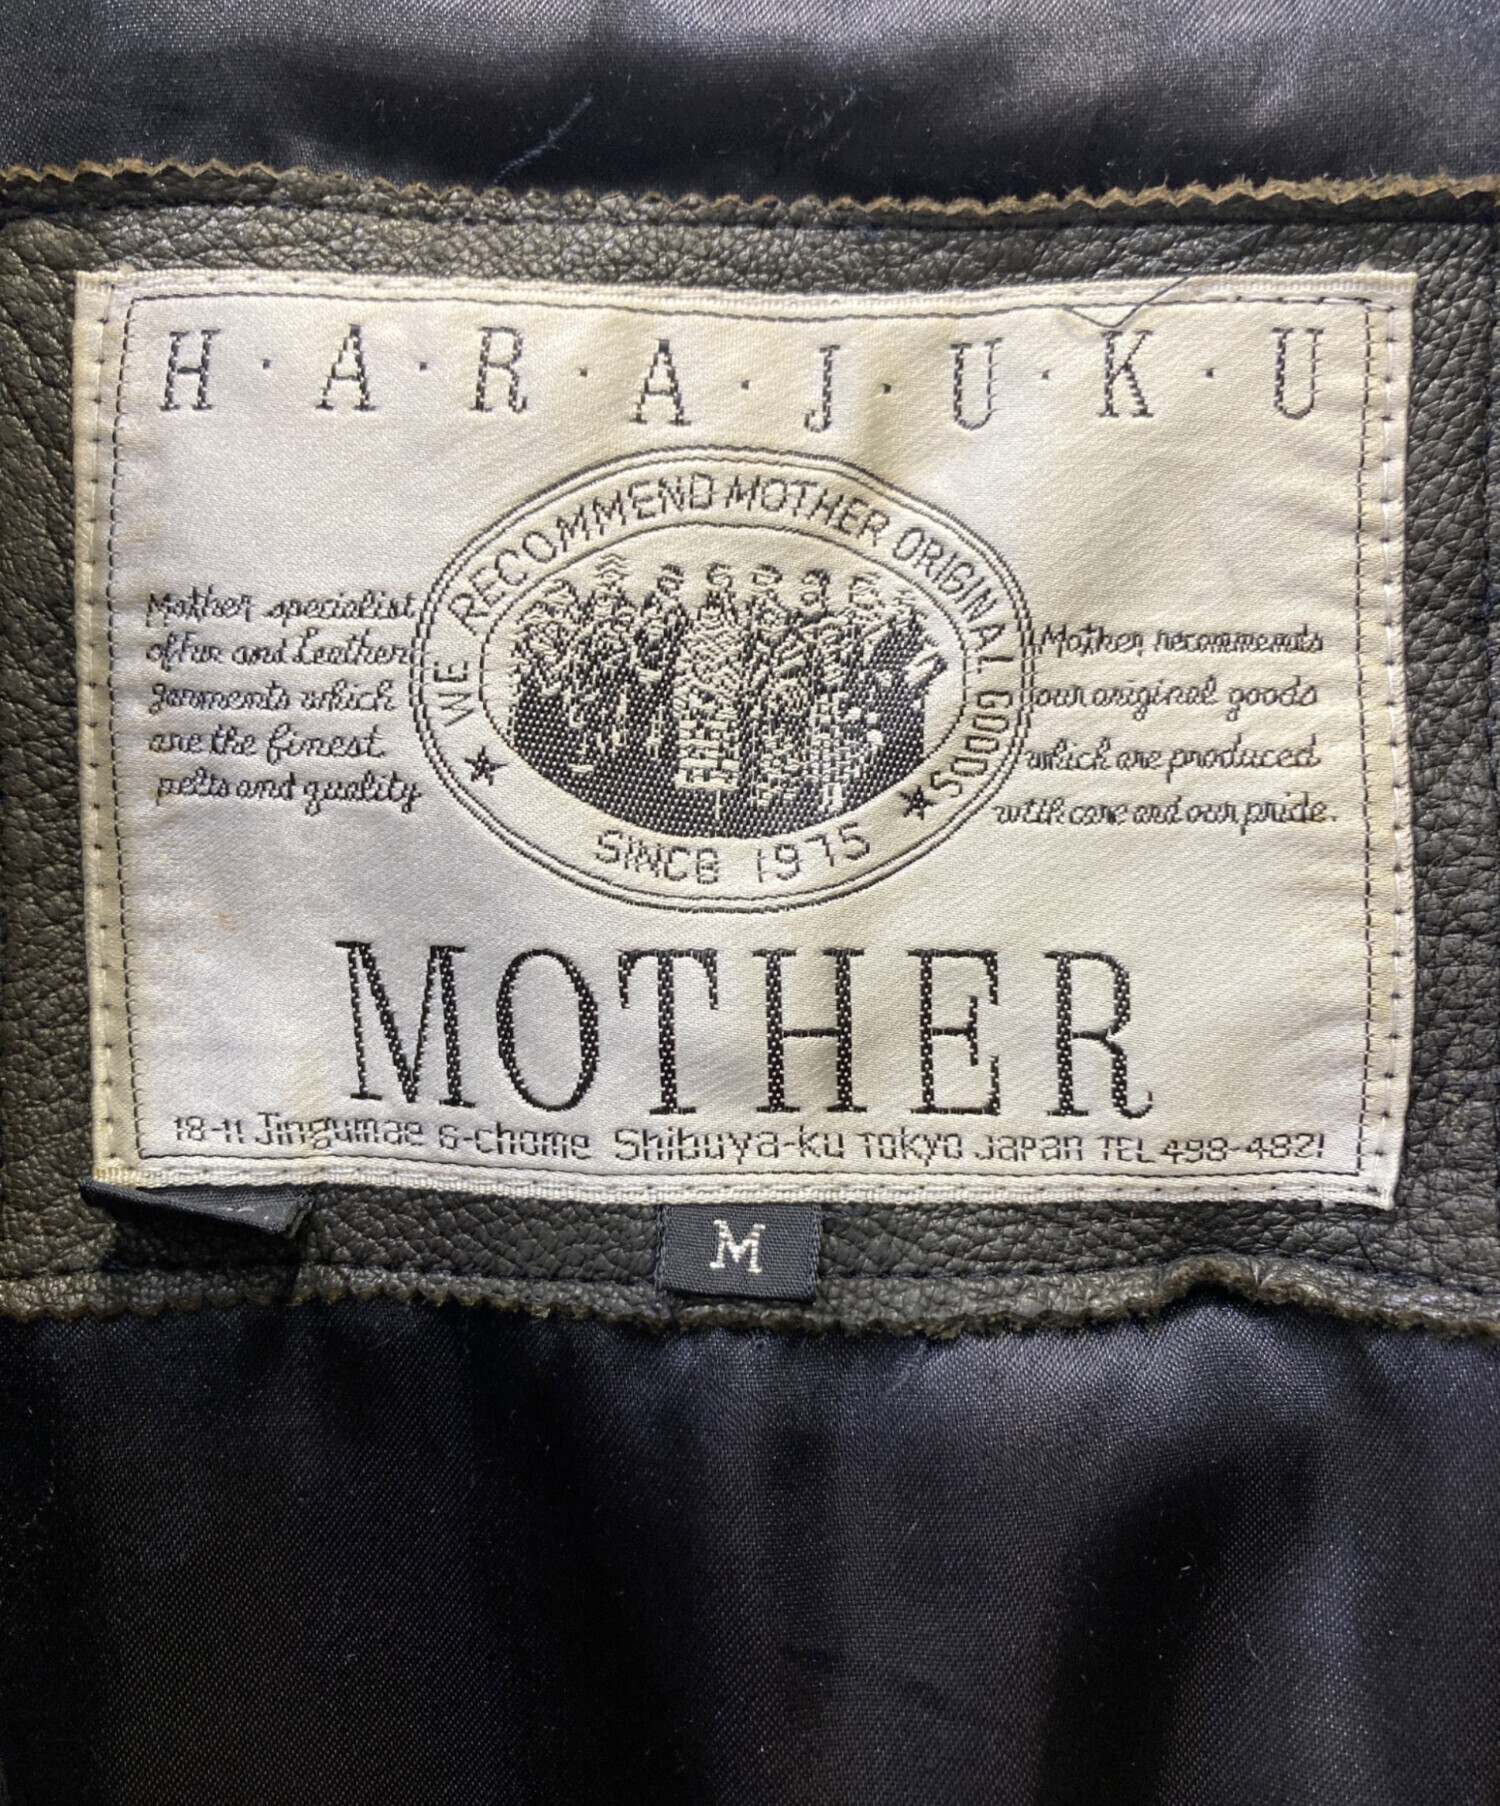 H·A·R·A·J·U·K·U
WE RECOMMEND MOTHER ORIGINAL GOODS
★ SINCE 1975 ★
Mother specialist
of fur and Leather
garments which
are the finest
pelts and quality
Mother recommends
our original goods
which are produced
with care and our pride.
MOTHER
18-11 Jingumae 6-chome Shibuya-ku Tokyo Japan TEL 498-4821
M